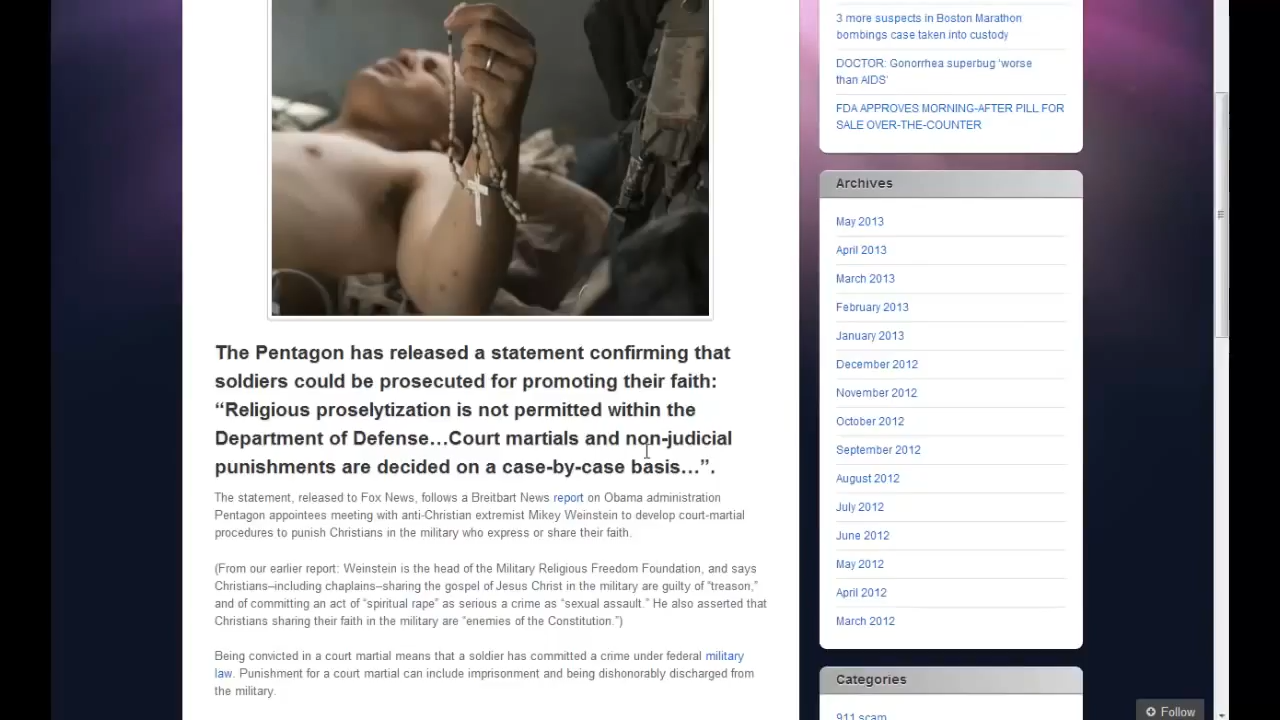 The Pentagon has released a statement confirming that
soldiers could be prosecuted for promoting their faith:
“Religious proselytization is not permitted within the
Department of Defense…Court martials and non-judicial
punishments are decided on a case-by-case basis…”.
The statement, released to Fox News, follows a Breitbart News report on Obama administration
Pentagon appointees meeting with anti-Christian extremist Mikey Weinstein to develop court-martial
procedures to punish Christians in the military who express or share their faith.
(From our earlier report: Weinstein is the head of the Military Religious Freedom Foundation, and says
Christians–including chaplains–sharing the gospel of Jesus Christ in the military are guilty of “treason,”
and of committing an act of “spiritual rape” as serious a crime as “sexual assault.” He also asserted that
Christians sharing their faith in the military are “enemies of the Constitution.”)
Being convicted in a court martial means that a soldier has committed a crime under federal military
law. Punishment for a court martial can include imprisonment and being dishonorably discharged from
the military.
3 more suspects in Boston Marathon
bombings case taken into custody
DOCTOR: Gonorrhea superbug ‘worse
than AIDS’
FDA APPROVES MORNING-AFTER PILL FOR
SALE OVER-THE-COUNTER
Archives
May 2013
April 2013
March 2013
February 2013
January 2013
December 2012
November 2012
October 2012
September 2012
August 2012
July 2012
June 2012
May 2012
April 2012
March 2012
Categories
911 scam
Follow